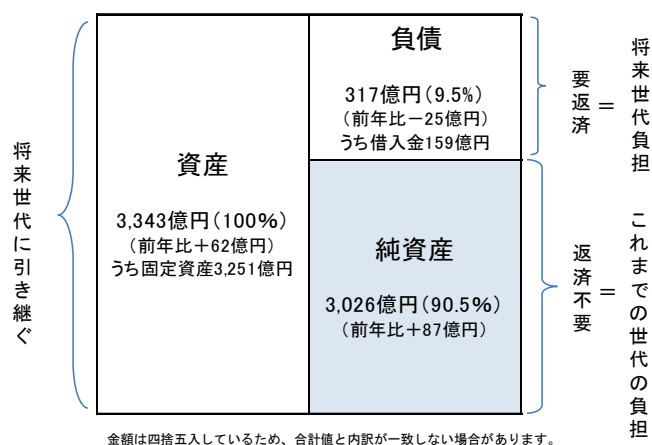 将来世代に引き継ぐ
資産
3,343億円(100%)
(前年比+62億円)
うち固定資産3,251億円
負債
317億円(9.5%)
(前年比-25億円)
うち借入金159億円
要返済
=
将来世代負担
純資産
3,026億円(90.5%)
(前年比+87億円)
返済不要
=
これまでの世代の負担
金額は四捨五入しているため、合計値と内訳が一致しない場合があります。